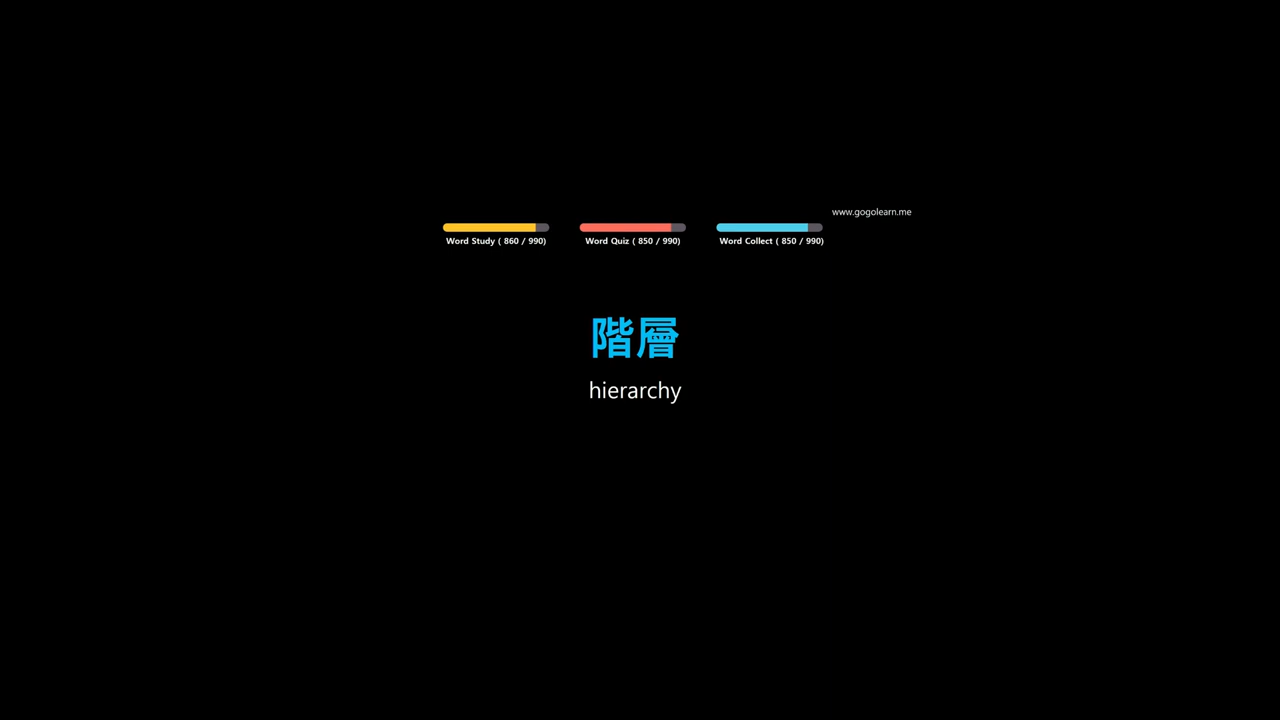 www.gogolearn.me
Word Study ( 860 / 990)
Word Quiz ( 850 / 990)
Word Collect ( 850 / 990)
階層
hierarchy